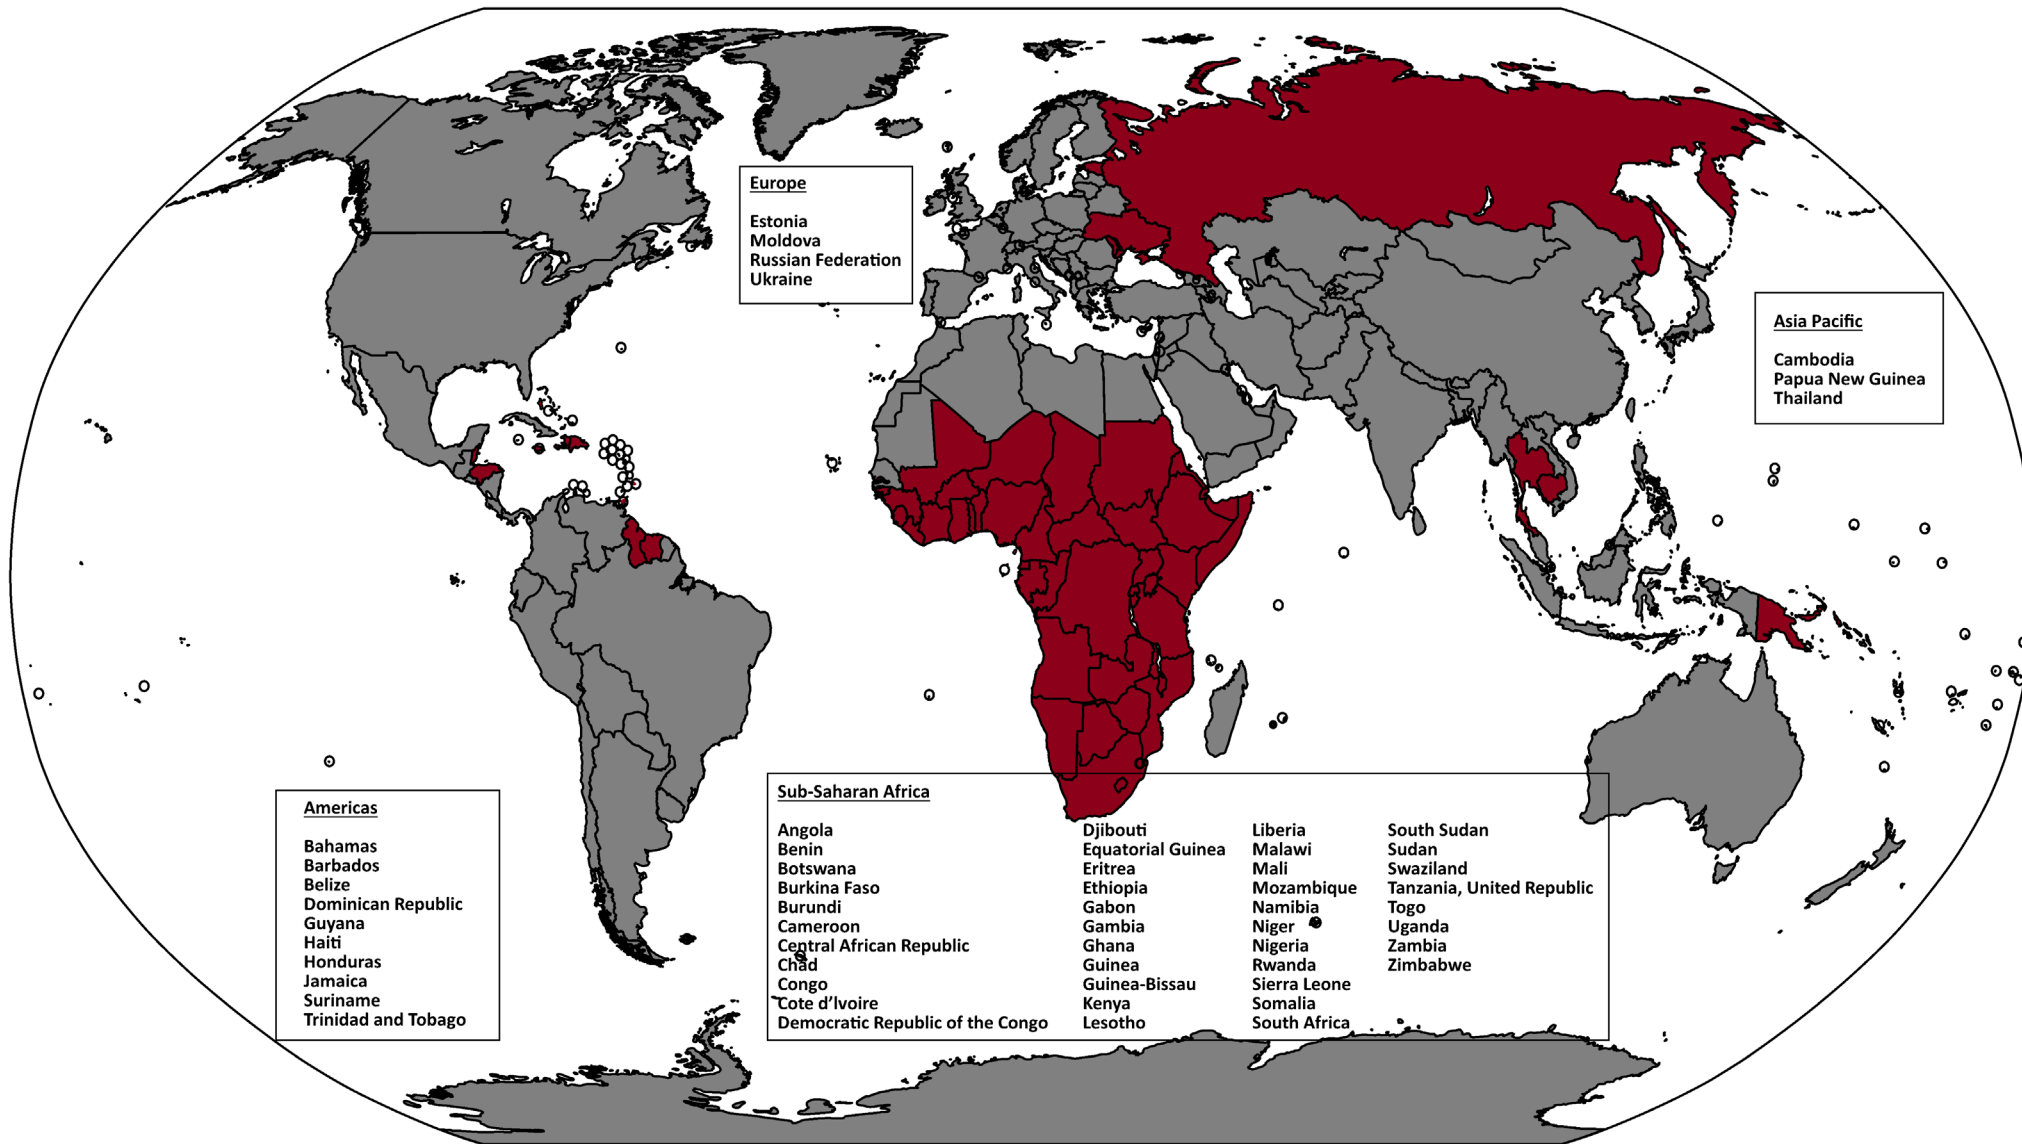 Europe
Estonia
Moldova
Russian Federation
Ukraine
Asia Pacific
Cambodia
Papua New Guinea
Thailand
Americas
Bahamas
Barbados
Belize
Dominican Republic
Guyana
Haiti
Honduras
Jamaica
Suriname
Trinidad and Tobago
Sub-Saharan Africa
Angola
Benin
Botswana
Burkina Faso
Burundi
Cameroon
Central African Republic
Chad
Congo
Cote d'Ivoire
Democratic Republic of the Congo
Djibouti
Equatorial Guinea
Eritrea
Ethiopia
Gabon
Gambia
Ghana
Guinea
Guinea-Bissau
Kenya
Lesotho
Liberia
Malawi
Mali
Mozambique
Namibia
Niger
Nigeria
Rwanda
Sierra Leone
Somalia
South Africa
South Sudan
Sudan
Swaziland
Tanzania, United Republic
Togo
Uganda
Zambia
Zimbabwe